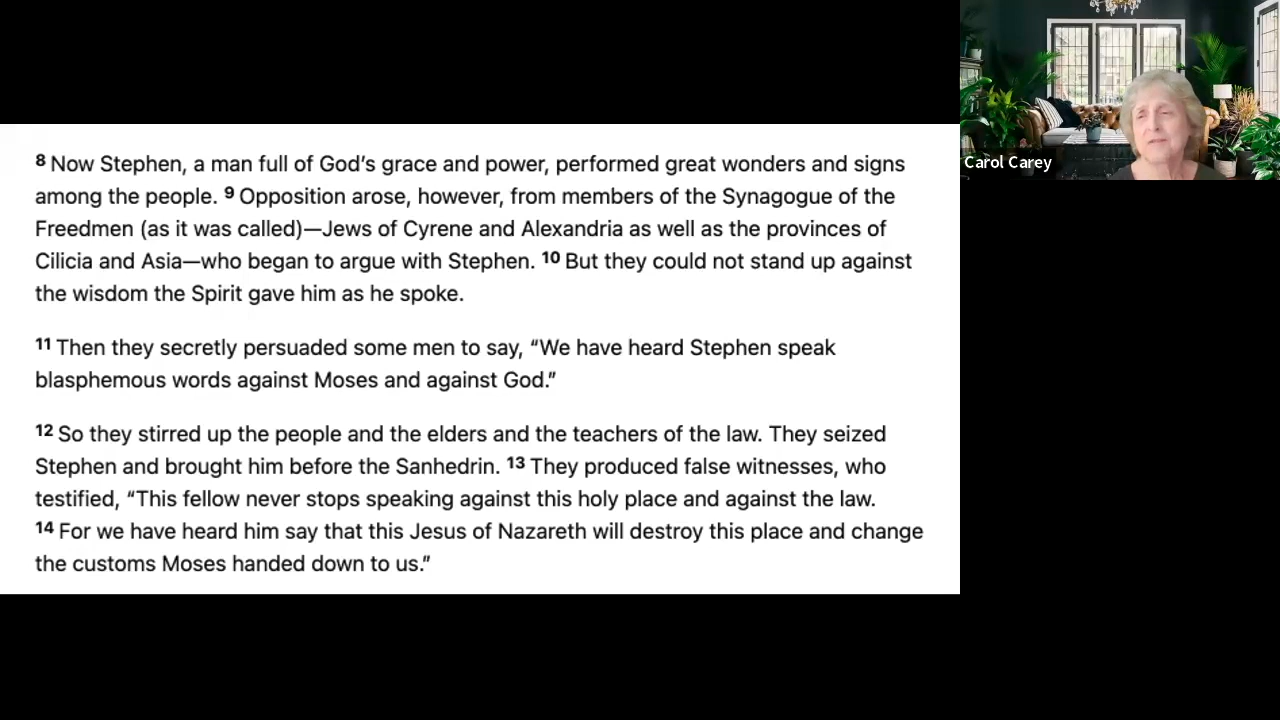 8 Now Stephen, a man full of God’s grace and power, performed great wonders and signs
among the people. 9 Opposition arose, however, from members of the Synagogue of the
Freedmen (as it was called)—Jews of Cyrene and Alexandria as well as the provinces of
Cilicia and Asia—who began to argue with Stephen. 10 But they could not stand up against
the wisdom the Spirit gave him as he spoke.
11 Then they secretly persuaded some men to say, “We have heard Stephen speak
blasphemous words against Moses and against God.”
12 So they stirred up the people and the elders and the teachers of the law. They seized
Stephen and brought him before the Sanhedrin. 13 They produced false witnesses, who
testified, “This fellow never stops speaking against this holy place and against the law.
14 For we have heard him say that this Jesus of Nazareth will destroy this place and change
the customs Moses handed down to us.”
Carol Carey